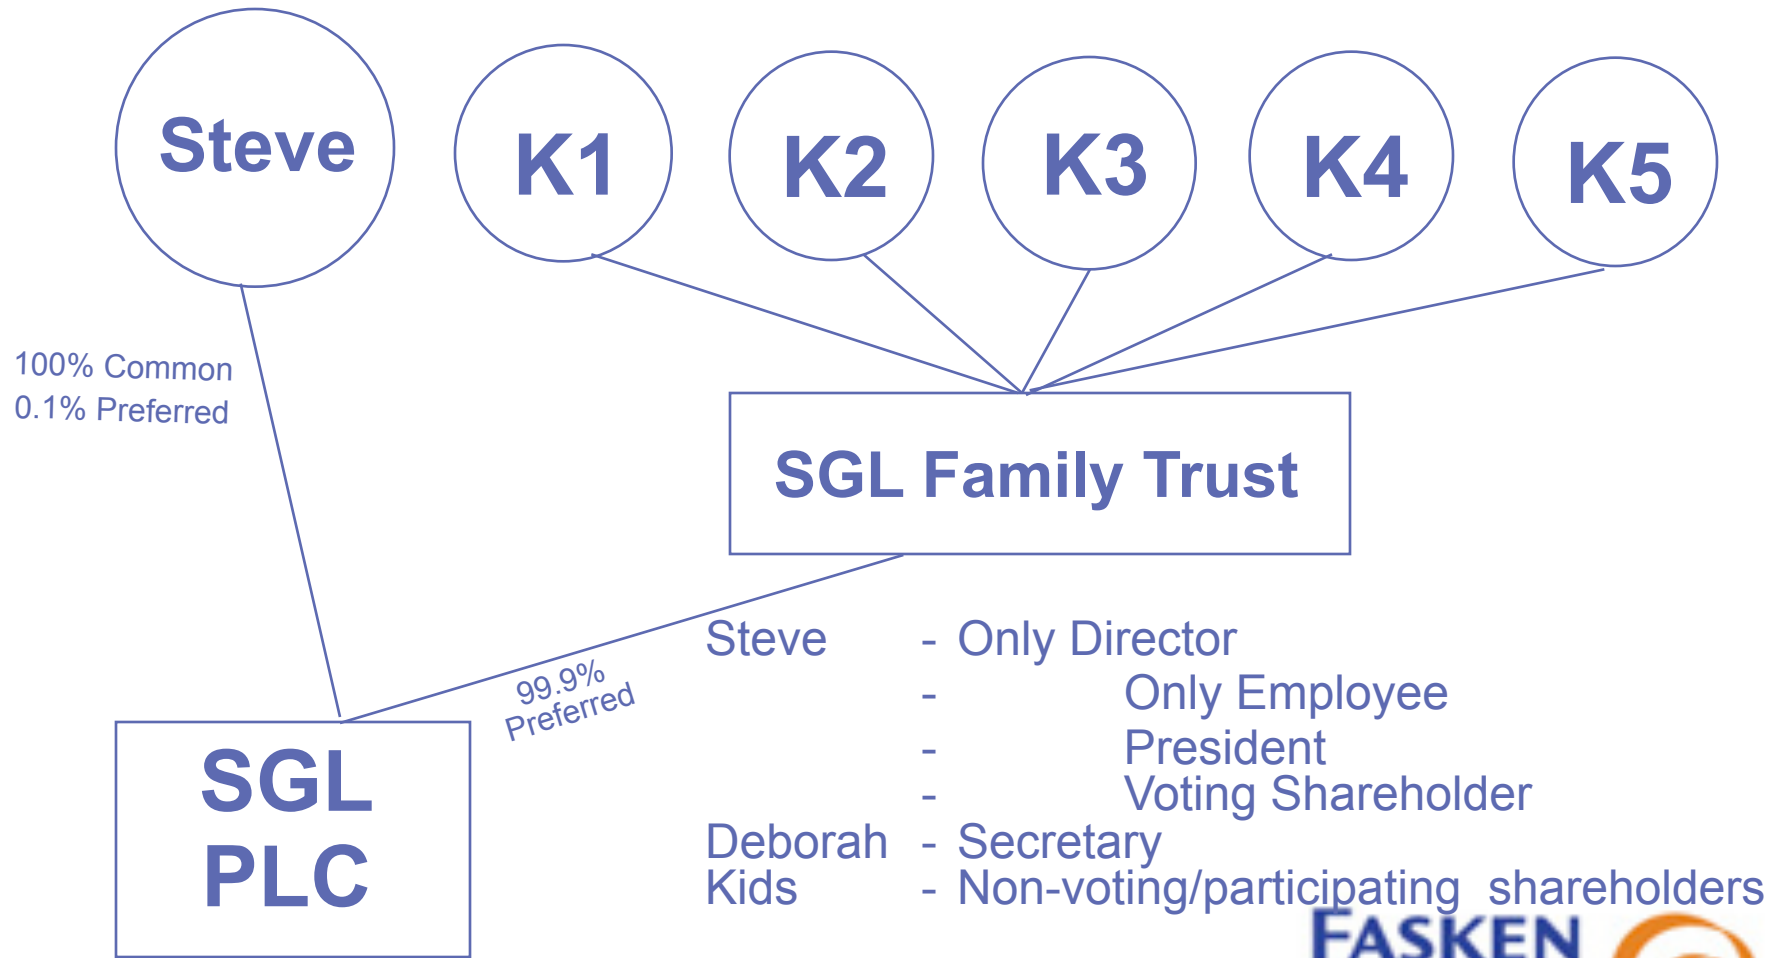 Steve
K1
K2
K3
K4
K5
100% Common
0.1% Preferred
SGL Family Trust
99.9%
Preferred
SGL
PLC
Steve - Only Director
- Only Employee
- President
- Voting Shareholder
Deborah - Secretary
Kids - Non-voting/participating shareholders
FASKEN